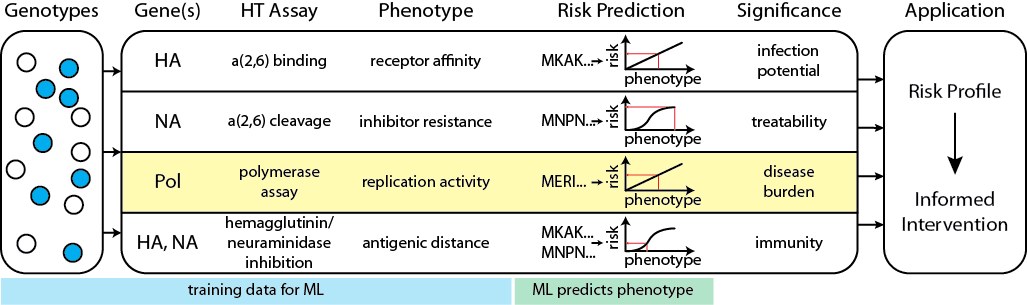 Genotypes Gene(s) HT Assay Phenotype Risk Prediction Significance Application
HA a(2,6) binding receptor affinity MKAK... risk phenotype infection potential
NA a(2,6) cleavage inhibitor resistance MNPN... risk phenotype treatability
Pol polymerase assay replication activity MERI... risk phenotype disease burden
HA, NA hemagglutinin/ neuraminidase inhibition antigenic distance MKAK... MNPN... risk phenotype immunity
Risk Profile
Informed
Intervention
training data for ML ML predicts phenotype